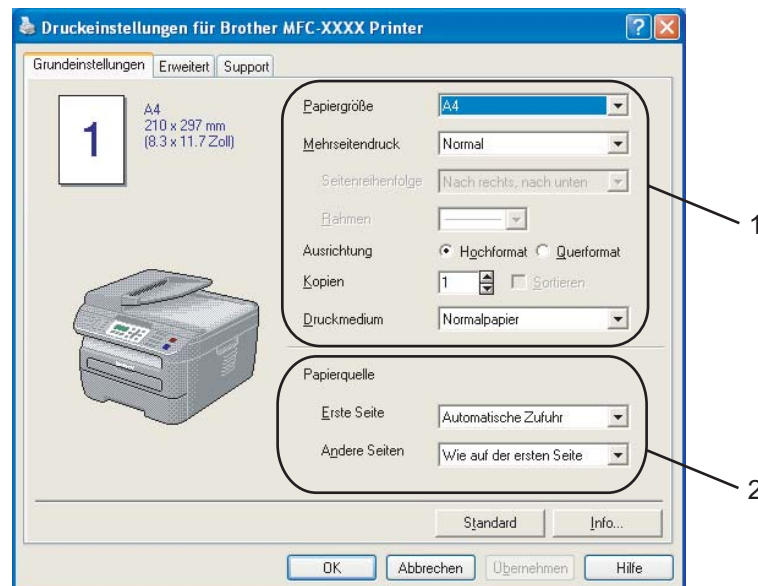 Druckeinstellungen für Brother MFC-XXXX Printer
Grundeinstellungen Erweitert Support
1
A4
210 x 297 mm
(8.3 x 11.7 Zoll)
Papiergröße A4
Mehrseitendruck Normal
Seitenreihenfolge Nach rechts, nach unten
Rahmen
1
Ausrichtung Hochformat Querformat
Kopien 1 Sortieren
Druckmedium Normalpapier
Papierquelle
Erste Seite Automatische Zufuhr
Andere Seiten Wie auf der ersten Seite
2
Standard Info...
OK Abbrechen Übernehmen Hilfe